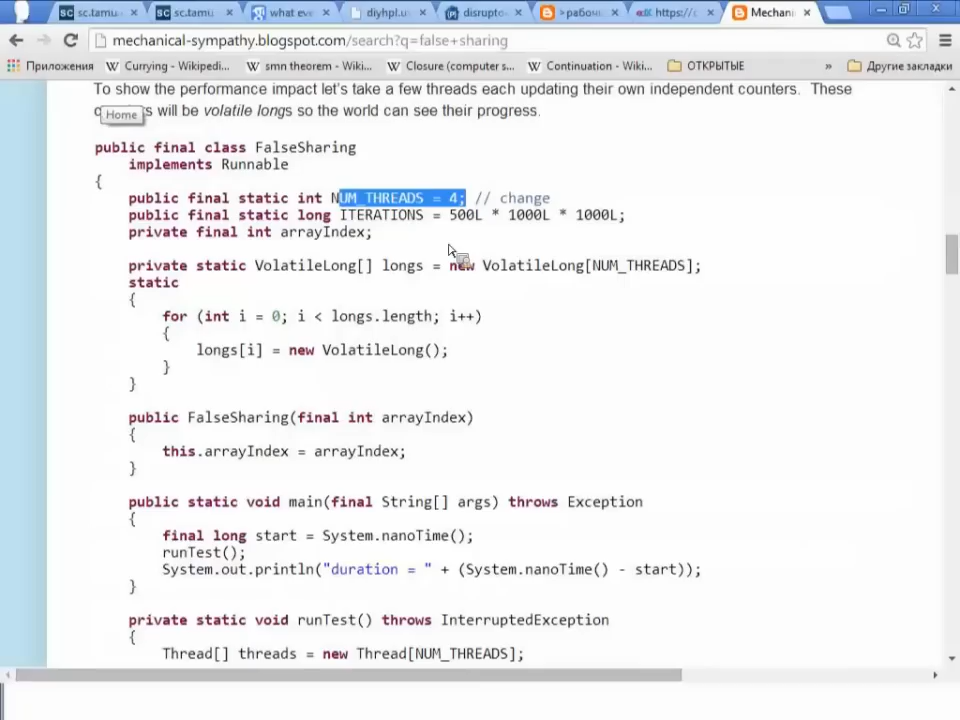 sc.tamu.
sc.tamu
what eve
diyhpl.u
disrupto
>рабочи
https://c
Mechani
mechanical-sympathy.blogspot.com/search?q=false+sharing
Приложения
Currying - Wikiped...
smn theorem - Wiki...
Closure (computer s...
Continuation - Wiki...
ОТКРЫТЫЕ
»
Другие закладки
To show the performance impact let's take a few threads each updating their own independent counters. These
s will be volatile longs so the world can see their progress.
Home
public final class FalseSharing
implements Runnable
{
public final static int NUM_THREADS = 4; // change
public final static long ITERATIONS = 500L * 1000L * 1000L;
private final int arrayIndex;
private static VolatileLong[] longs = new VolatileLong[NUM_THREADS];
static
{
for (int i = 0; i < longs.length; i++)
{
longs[i] = new VolatileLong();
}
}
public FalseSharing(final int arrayIndex)
{
this.arrayIndex = arrayIndex;
}
public static void main(final String[] args) throws Exception
{
final long start = System.nanoTime();
runTest();
System.out.println("duration = " + (System.nanoTime() - start));
}
private static void runTest() throws InterruptedException
{
Thread[] threads = new Thread[NUM_THREADS];